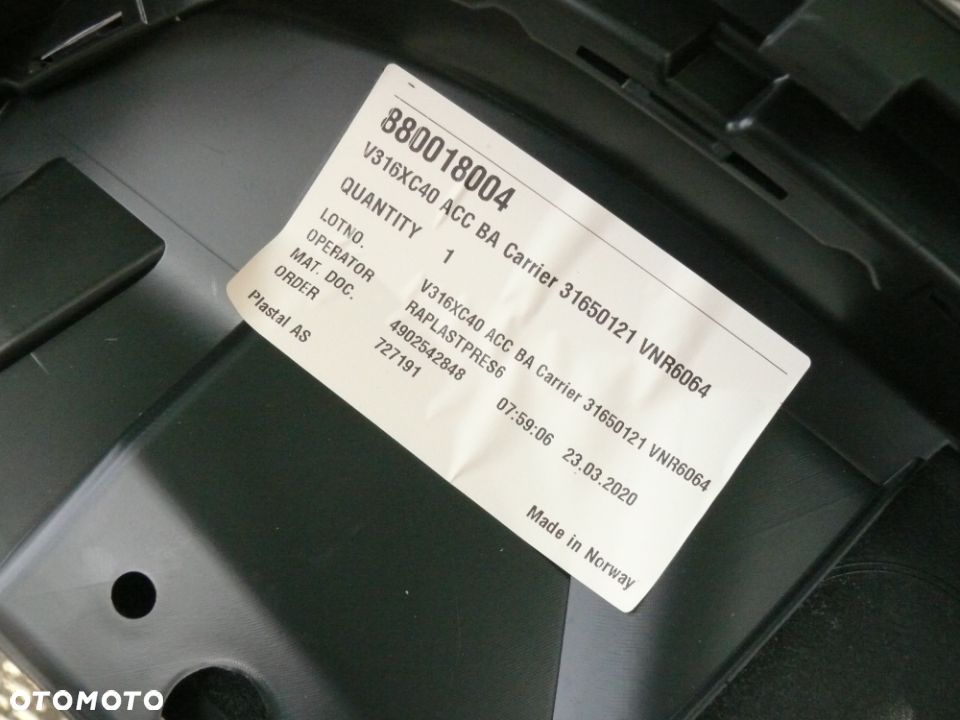 880018004
V316XC40 ACC BA Carrier 31650121 VNR6064
QUANTITY 1
LOTNO. V316XC40 ACC BA Carrier 31650121 VNR6064
OPERATOR RAPLASTPRES6
MAT. DOC. 4902542848 07:59:06 23.03.2020
ORDER 727191
Plastal AS Made in Norway
OTOMOTO